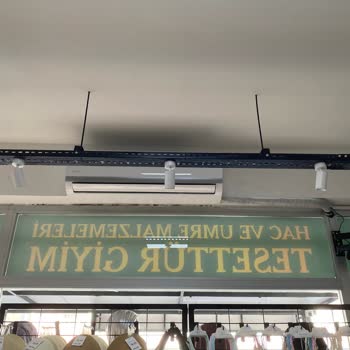 HAC VE UMRE MALZEMELERİ
TESETTÜR GİYİM